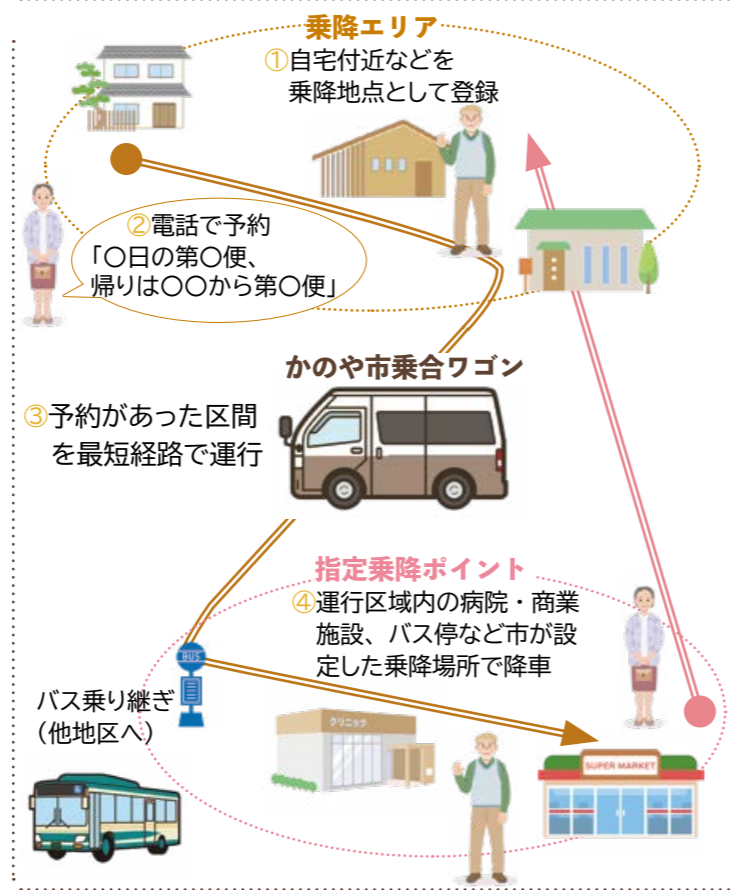 乗降エリア
①自宅付近などを
乗降地点として登録
②電話で予約
「〇日の第〇便、
帰りは〇〇から第〇便」
かのや市乗合ワゴン
③予約があった区間
を最短経路で運行
指定乗降ポイント
④運行区域内の病院・商業
施設、バス停など市が設
定した乗降場所で降車
BUS
バス乗り継ぎ
(他地区へ)
クリニック
SUPER MARKET